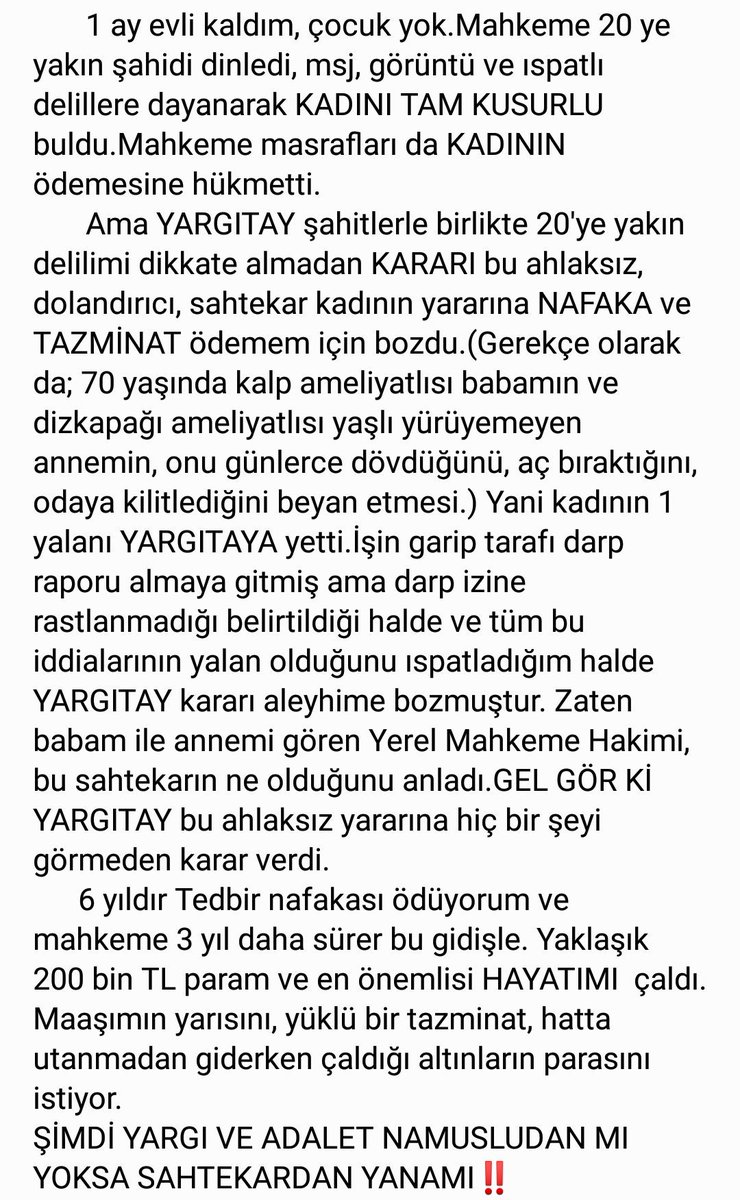 1 ay evli kaldım, çocuk yok.Mahkeme 20 ye
yakın şahidi dinledi, msj, görüntü ve ıspatlı
delillere dayanarak KADINI TAM KUSURLU
buldu.Mahkeme masrafları da KADININ
ödemesine hükmetti.
Ama YARGITAY şahitlerle birlikte 20'ye yakın
delilimi dikkate almadan KARARI bu ahlaksız,
dolandırıcı, sahtekar kadının yararına NAFAKA ve
TAZMİNAT ödemem için bozdu.(Gerekçe olarak
da; 70 yaşında kalp ameliyatlısı babamın ve
dizkapağı ameliyatlısı yaşlı yürüyemeyen
annemin, onu günlerce dövdüğünü, aç bıraktığını,
odaya kilitlediğini beyan etmesi.) Yani kadının 1
yalanı YARGITAYA yetti.İşin garip tarafı darp
raporu almaya gitmiş ama darp izine
rastlanmadığı belirtildiği halde ve tüm bu
iddialarının yalan olduğunu ıspatladığım halde
YARGITAY kararı aleyhime bozmuştur. Zaten
babam ile annemi gören Yerel Mahkeme Hakimi,
bu sahtekarın ne olduğunu anladı.GEL GÖR Kİ
YARGITAY bu ahlaksız yararına hiç bir şeyi
görmeden karar verdi.
6 yıldır Tedbir nafakası ödüyorum ve
mahkeme 3 yıl daha sürer bu gidişle. Yaklaşık
200 bin TL param ve en önemlisi HAYATIMI çaldı.
Maaşımın yarısını, yüklü bir tazminat, hatta
utanmadan giderken çaldığı altınların parasını
istiyor.
ŞİMDİ YARGI VE ADALET NAMUSLUDAN MI
YOKSA SAHTEKARDAN YANAMI‼️